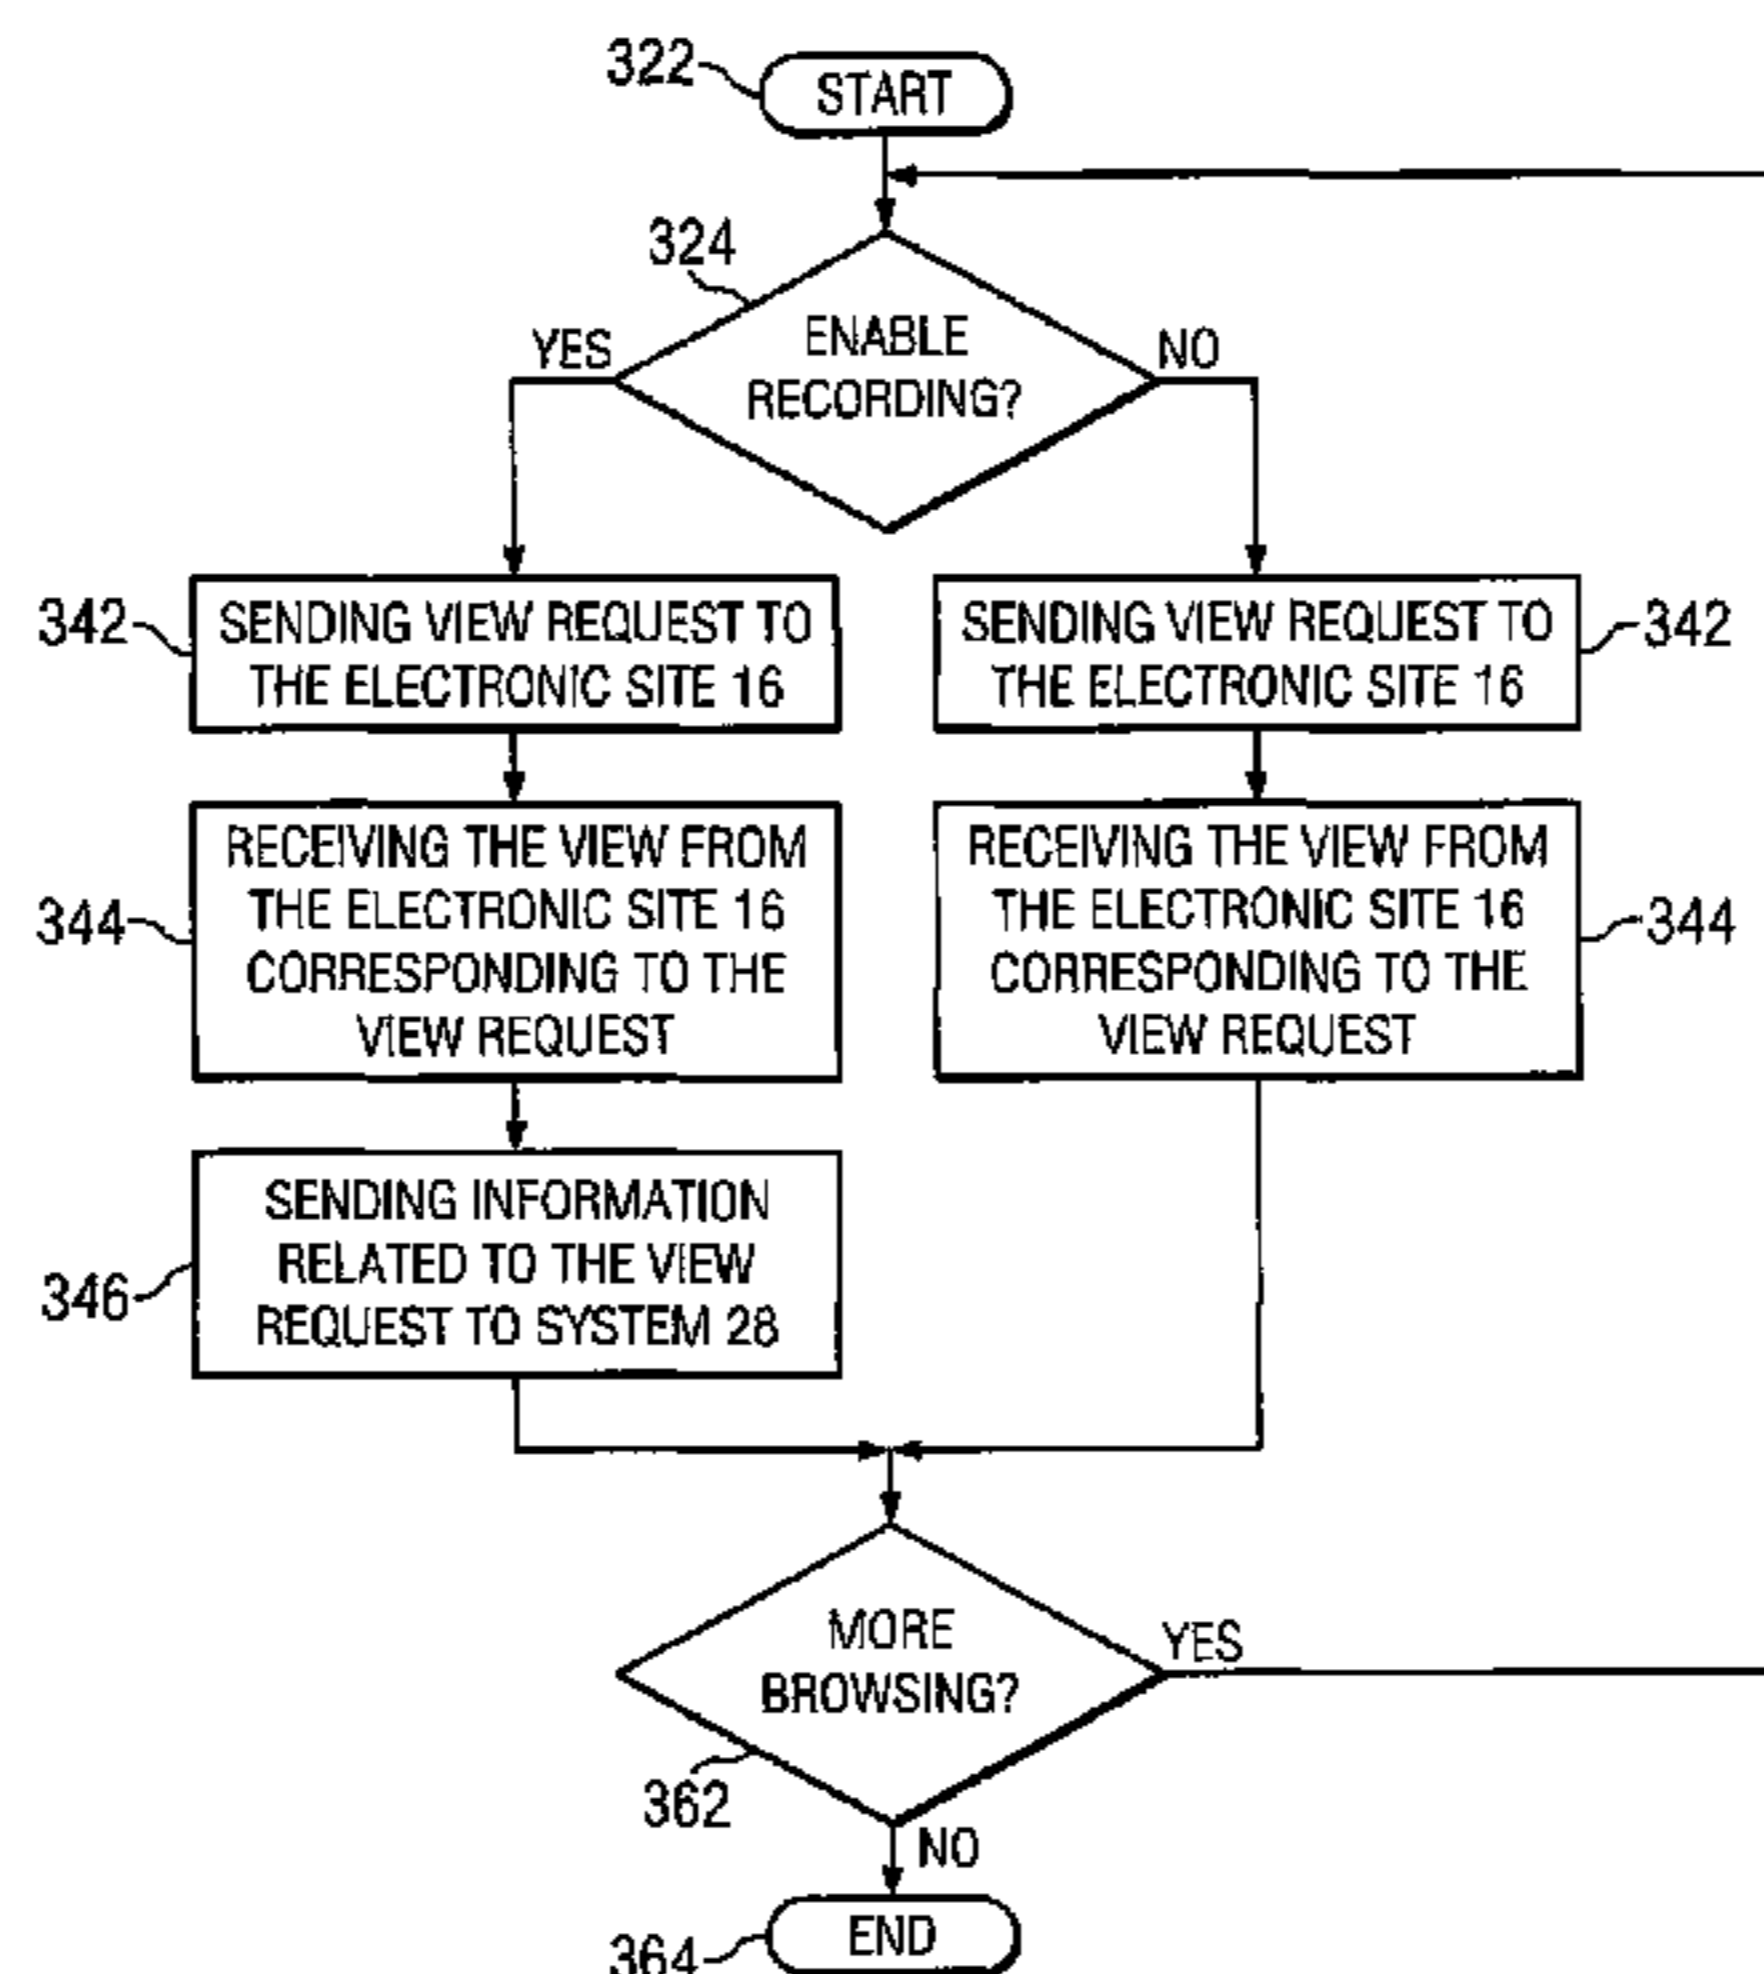 322
START
324
YES
ENABLE
RECORDING?
NO
342
SENDING VIEW REQUEST TO
THE ELECTRONIC SITE 16
SENDING VIEW REQUEST TO
THE ELECTRONIC SITE 16
342
344
RECEIVING THE VIEW FROM
THE ELECTRONIC SITE 16
CORRESPONDING TO THE
VIEW REQUEST
RECEIVING THE VIEW FROM
THE ELECTRONIC SITE 16
CORRESPONDING TO THE
VIEW REQUEST
344
346
SENDING INFORMATION
RELATED TO THE VIEW
REQUEST TO SYSTEM 28
MORE
BROWSING?
YES
362
NO
END
364